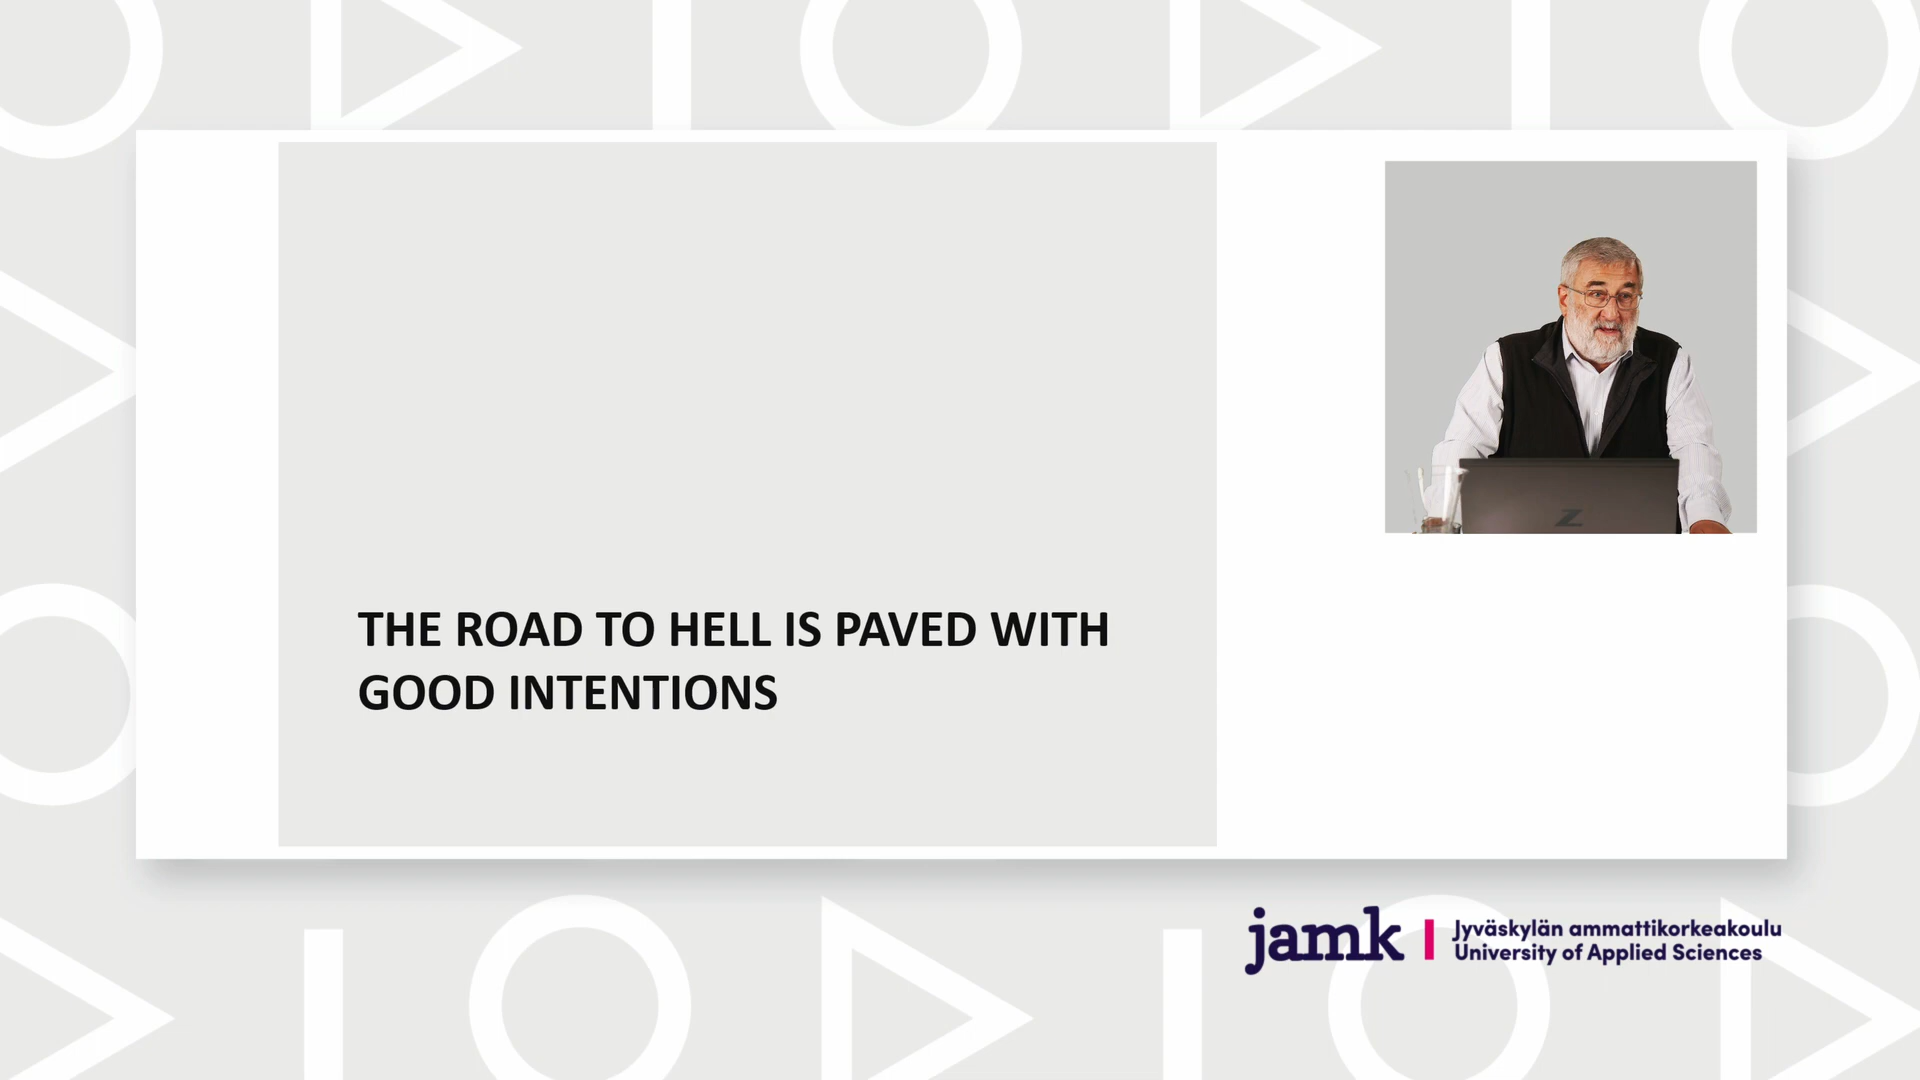 THE ROAD TO HELL IS PAVED WITH
GOOD INTENTIONS
Z
jamk
Jyväskylän ammattikorkeakoulu
University of Applied Sciences